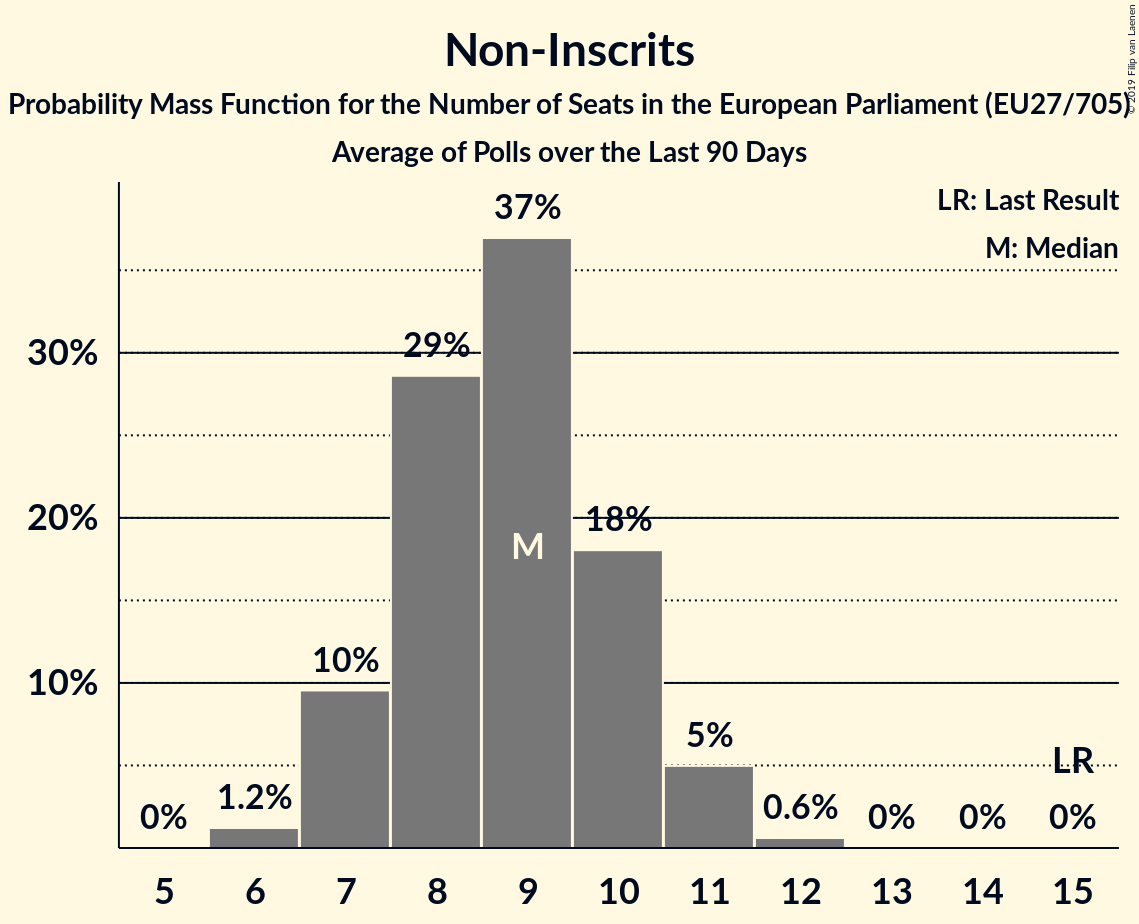 Non-Inscrits
Probability Mass Function for the Number of Seats in the European Parliament (EU27/705)
Average of Polls over the Last 90 Days
© 2019 Filip van Laenen
LR: Last Result
M: Median
37%
30%
29%
20%
18%
M
10%
10%
5%
LR
1.2%
0.6%
0%
0%
0%
0%
5 6 7 8 9 10 11 12 13 14 15